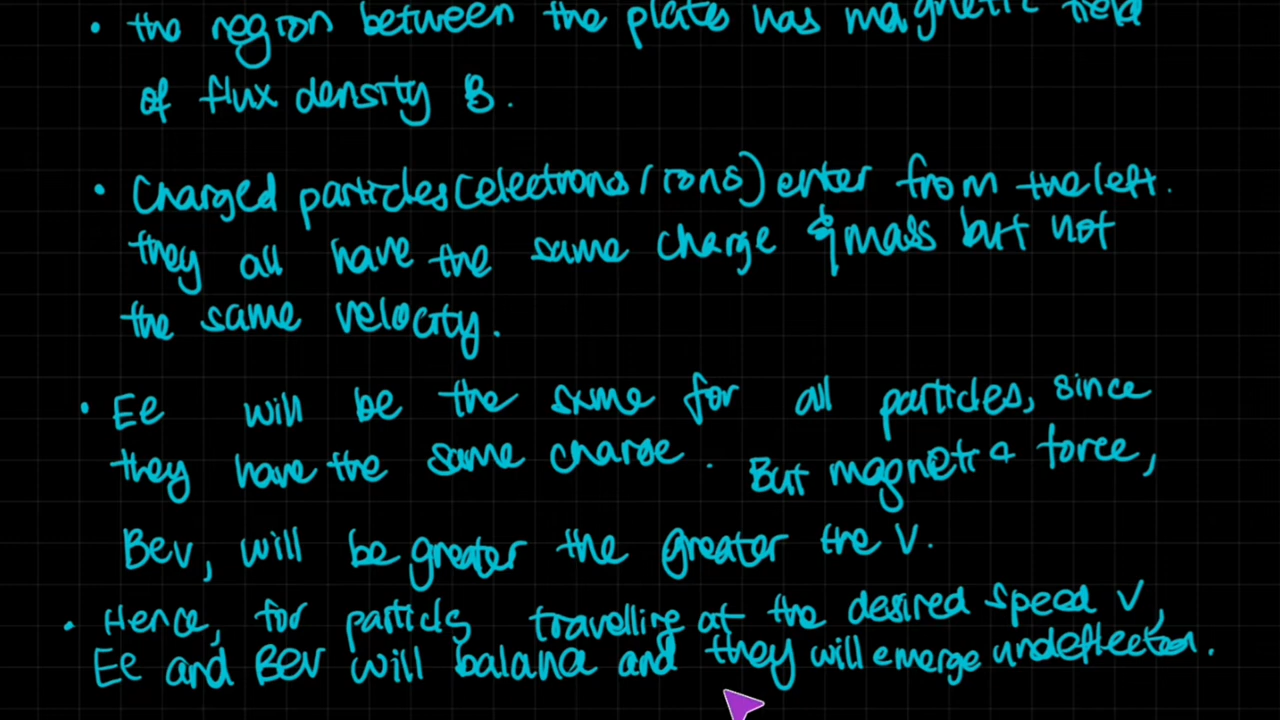 • the region between the plates has magnetic field
of flux density B.
• Charged particles (electrons/ions) enter from the left.
they all have the same charge & mass but not
the same velocity.
• Ee will be the same for all particles, since
they have the same charge. But magnetic force,
Bev, will be greater the greater the v.
• Hence, for particls travelling at the desired speed v,
Ee and Bev will balance and they will emerge undeflection.